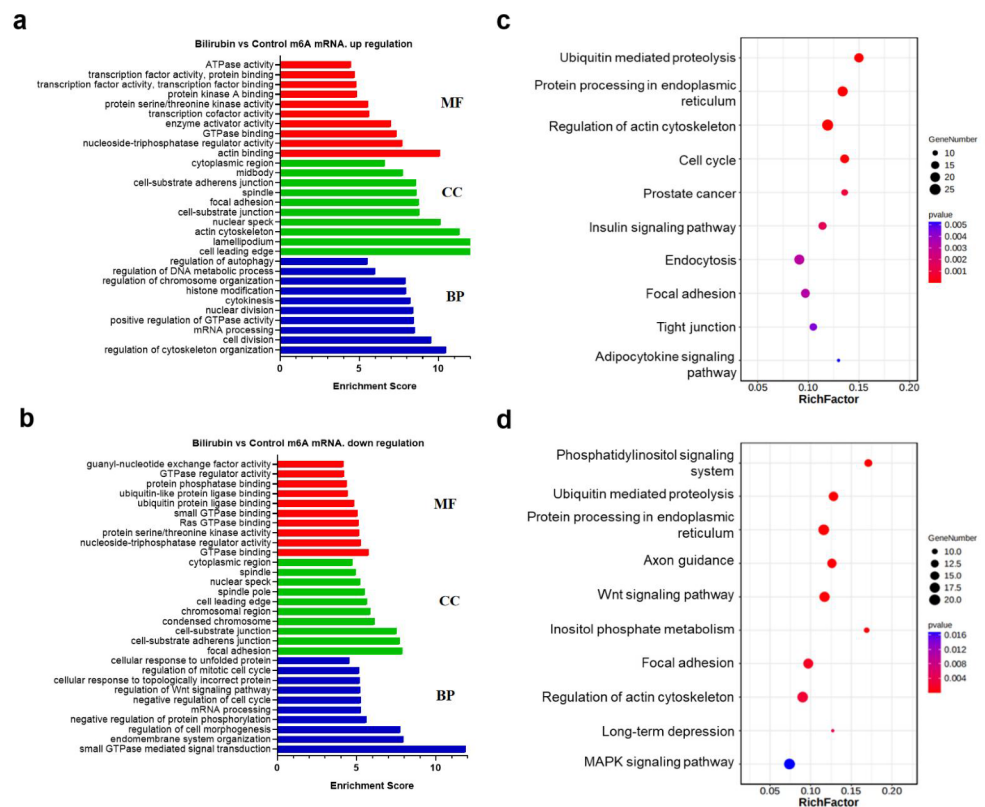 a
Bilirubin vs Control m6A mRNA. up regulation
ATPase activity
transcription factor activity, protein binding
transcription factor activity, transcription factor binding
protein kinase A binding
protein serine/threonine kinase activity
transcription cofactor activity
enzyme activator activity
GTPase binding
nucleoside-triphosphatase regulator activity
actin binding
cytoplasmic region
midbody
cell-substrate adherens junction
spindle
focal adhesion
cell-substrate junction
nuclear speck
actin cytoskeleton
lamellipodium
cell leading edge
regulation of autophagy
regulation of DNA metabolic process
regulation of chromosome organization
histone modification
cytokinesis
nuclear division
positive regulation of GTPase activity
mRNA processing
cell division
regulation of cytoskeleton organization
MF
CC
BP
0 5 10
Enrichment Score
c
Ubiquitin mediated proteolysis
Protein processing in endoplasmic
reticulum
Regulation of actin cytoskeleton
Cell cycle
Prostate cancer
Insulin signaling pathway
Endocytosis
Focal adhesion
Tight junction
Adipocytokine signaling
pathway
0.05 0.10 0.15 0.20
RichFactor
GeneNumber
10
15
20
25
pvalue
0.005
0.004
0.003
0.002
0.001
b
Bilirubin vs Control m6A mRNA. down regulation
guanyl-nucleotide exchange factor activity
GTPase regulator activity
protein phosphatase binding
ubiquitin-like protein ligase binding
ubiquitin protein ligase binding
small GTPase binding
Ras GTPase binding
protein serine/threonine kinase activity
nucleoside-triphosphatase regulator activity
GTPase binding
cytoplasmic region
spindle
nuclear speck
spindle pole
cell leading edge
chromosomal region
condensed chromosome
cell-substrate junction
cell-substrate adherens junction
focal adhesion
cellular response to unfolded protein
regulation of mitotic cell cycle
cellular response to topologically incorrect protein
regulation of Wnt signaling pathway
negative regulation of cell cycle
mRNA processing
negative regulation of protein phosphorylation
regulation of cell morphogenesis
endomembrane system organization
small GTPase mediated signal transduction
MF
CC
BP
0 5 10
Enrichment Score
d
Phosphatidylinositol signaling
system
Ubiquitin mediated proteolysis
Protein processing in endoplasmic
reticulum
Axon guidance
Wnt signaling pathway
Inositol phosphate metabolism
Focal adhesion
Regulation of actin cytoskeleton
Long-term depression
MAPK signaling pathway
0.05 0.10 0.15 0.20
RichFactor
GeneNumber
10.0
12.5
15.0
17.5
20.0
pvalue
0.016
0.012
0.008
0.004